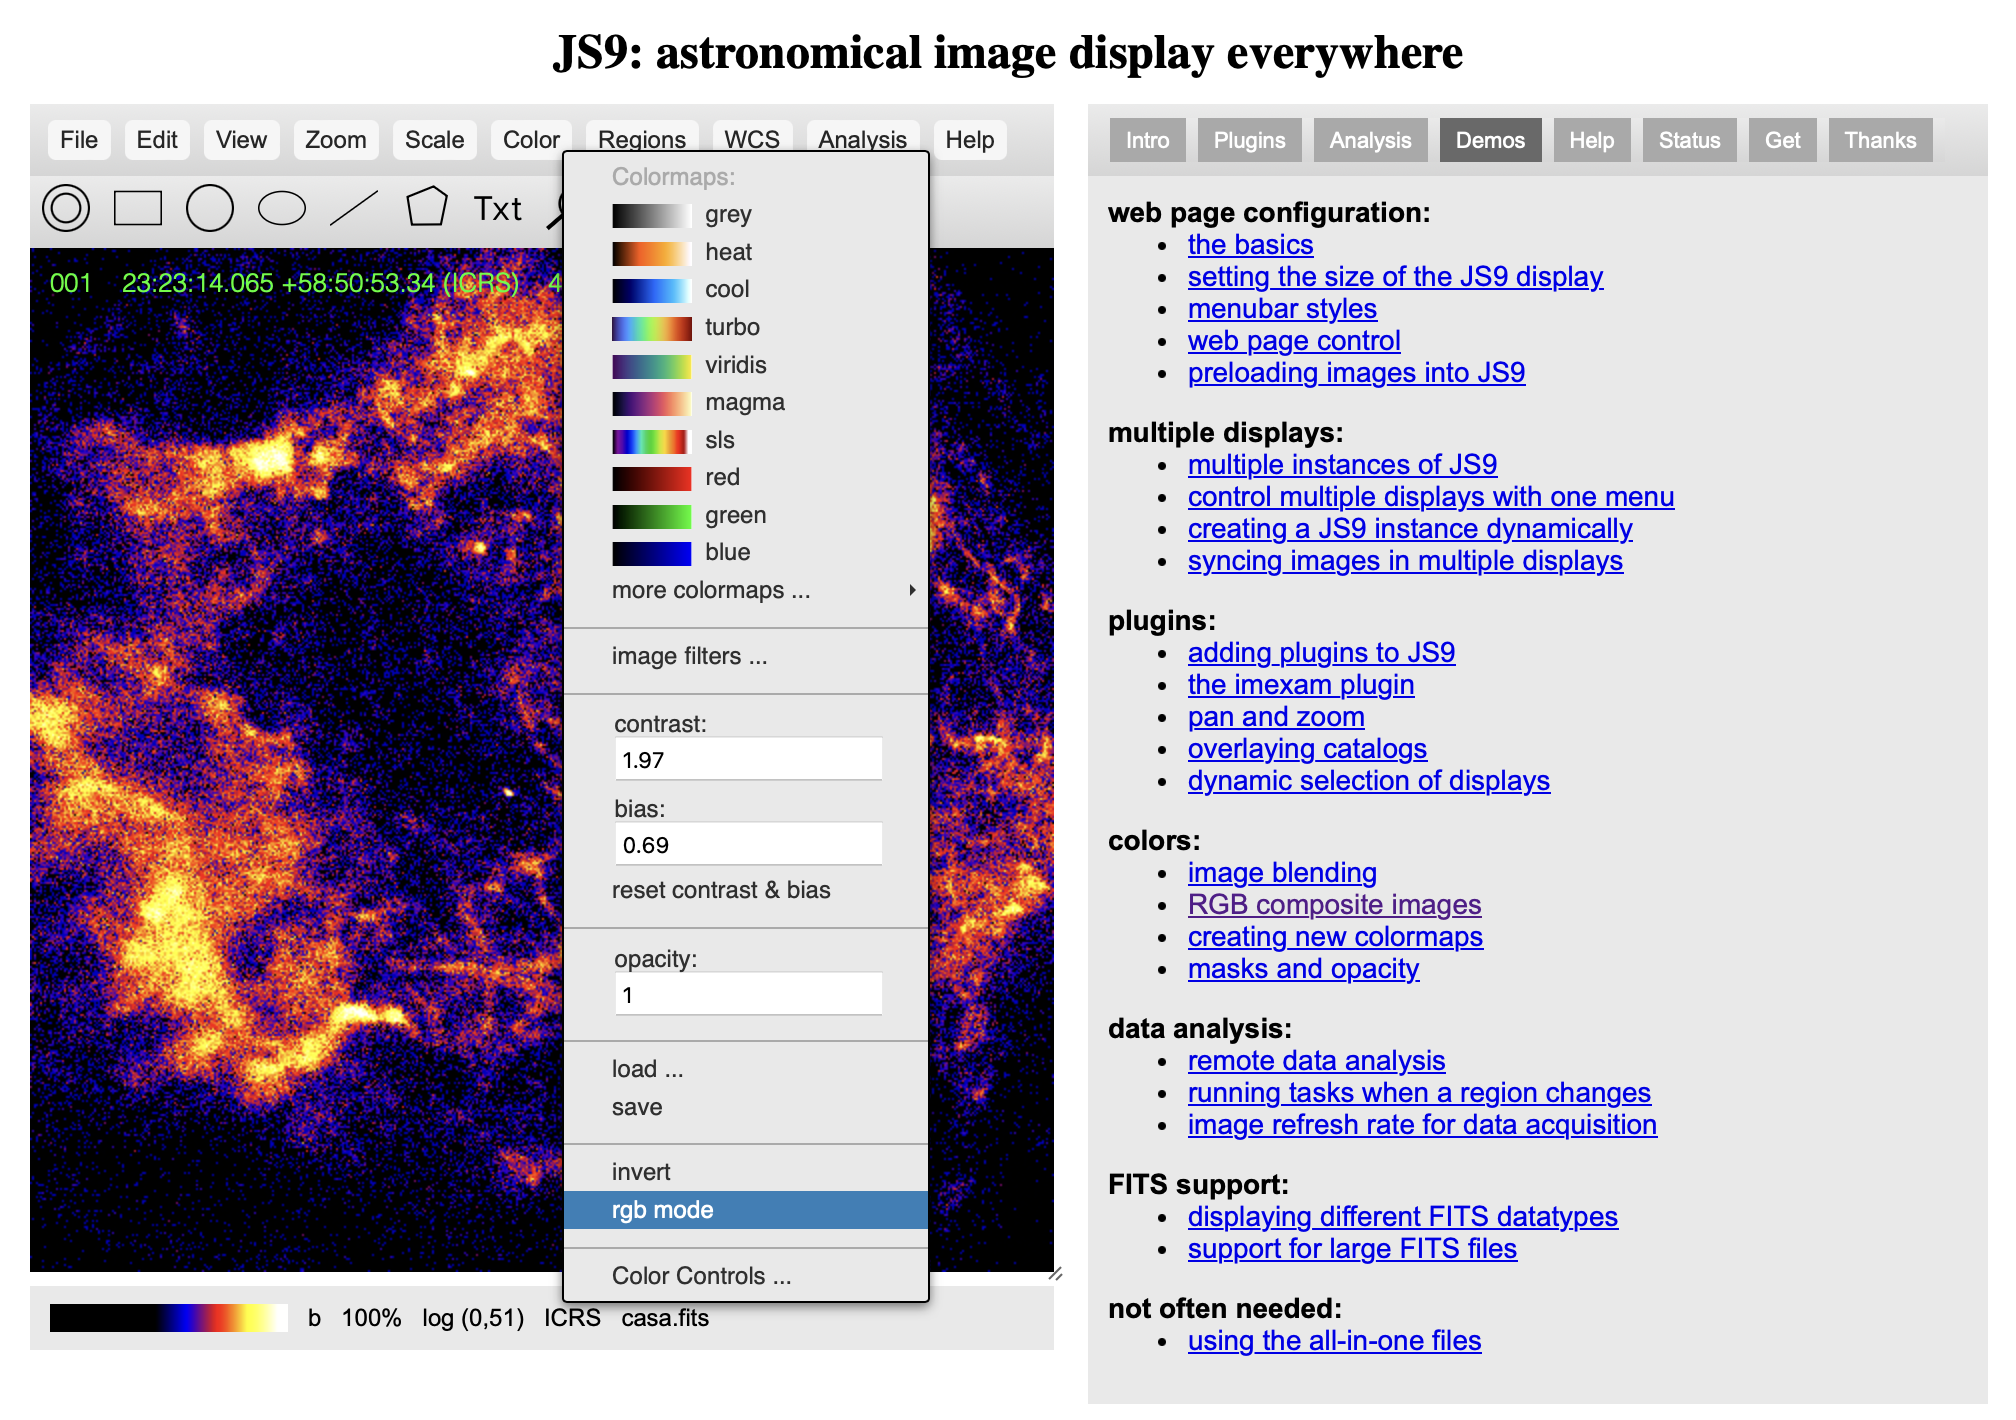 JS9: astronomical image display everywhere
File Edit View Zoom Scale Color Regions WCS Analysis Help
Txt
001 23:23:14.065 +58:50:53.34 (ICRS) 4
Colormaps:
grey
heat
cool
turbo
viridis
magma
sls
red
green
blue
more colormaps ...
image filters ...
contrast:
1.97
bias:
0.69
reset contrast & bias
opacity:
1
load ...
save
invert
rgb mode
Color Controls ...
b 100% log (0,51) ICRS casa.fits
Intro Plugins Analysis Demos Help Status Get Thanks
web page configuration:
• the basics
• setting the size of the JS9 display
• menubar styles
• web page control
• preloading images into JS9
multiple displays:
• multiple instances of JS9
• control multiple displays with one menu
• creating a JS9 instance dynamically
• syncing images in multiple displays
plugins:
• adding plugins to JS9
• the imexam plugin
• pan and zoom
• overlaying catalogs
• dynamic selection of displays
colors:
• image blending
• RGB composite images
• creating new colormaps
• masks and opacity
data analysis:
• remote data analysis
• running tasks when a region changes
• image refresh rate for data acquisition
FITS support:
• displaying different FITS datatypes
• support for large FITS files
not often needed:
• using the all-in-one files